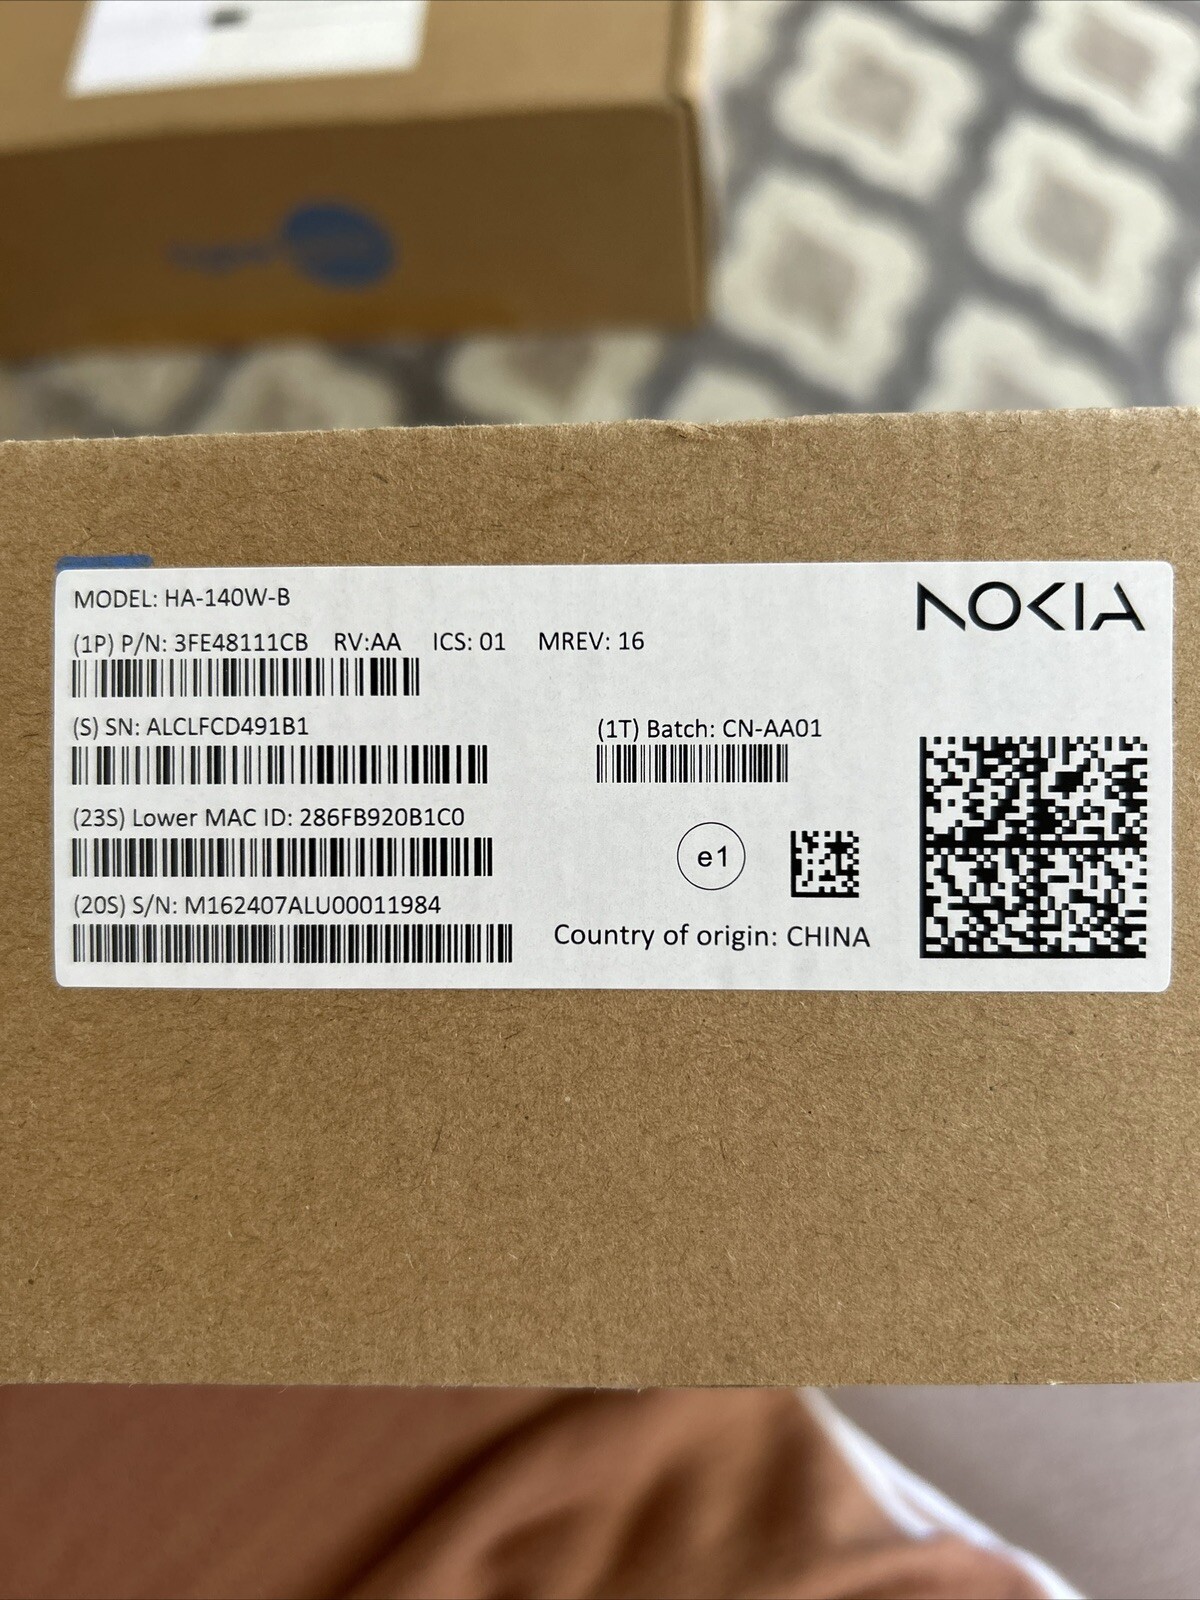 MODEL: HA-140W-B
NOKIA
(1P) P/N: 3FE48111CB RV:AA ICS: 01 MREV: 16
(S) SN: ALCLFCD491B1
(1T) Batch: CN-AA01
(23S) Lower MAC ID: 286FB920B1C0
e1
(20S) S/N: M162407ALU00011984
Country of origin: CHINA